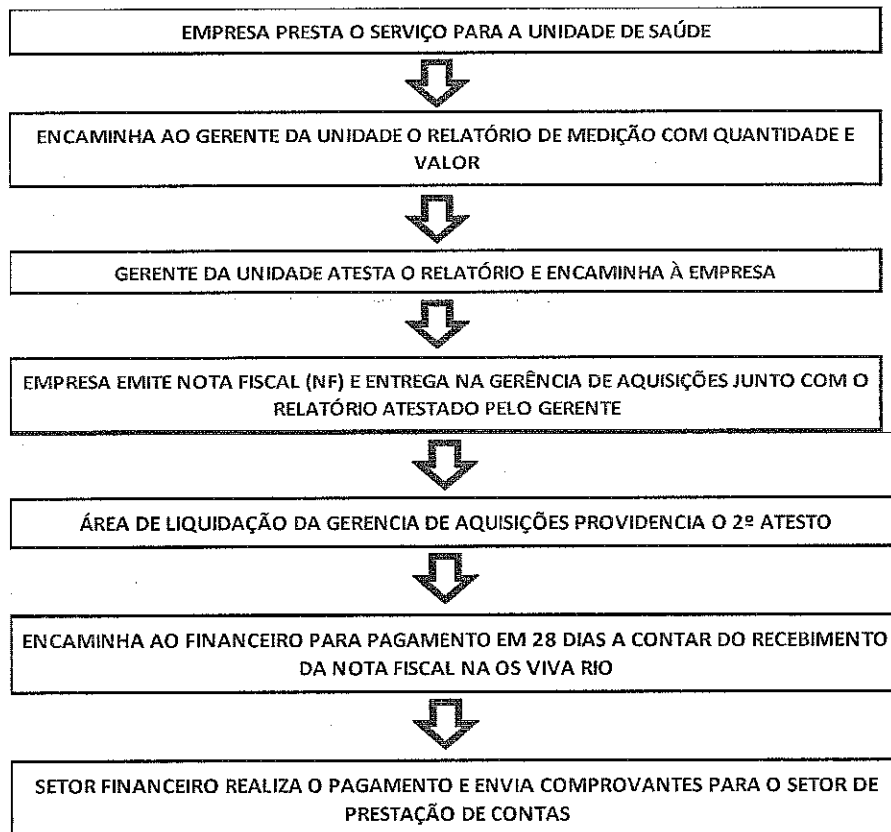 EMPRESA PRESTA O SERVIÇO PARA A UNIDADE DE SAÚDE
ENCAMINHA AO GERENTE DA UNIDADE O RELATÓRIO DE MEDIÇÃO COM QUANTIDADE E
VALOR
GERENTE DA UNIDADE ATESTA O RELATÓRIO E ENCAMINHA À EMPRESA
EMPRESA EMITE NOTA FISCAL (NF) E ENTREGA NA GERÊNCIA DE AQUISIÇÕES JUNTO COM O
RELATÓRIO ATESTADO PELO GERENTE
ÁREA DE LIQUIDAÇÃO DA GERENCIA DE AQUISIÇÕES PROVIDENCIA O 2º ATESTO
ENCAMINHA AO FINANCEIRO PARA PAGAMENTO EM 28 DIAS A CONTAR DO RECEBIMENTO
DA NOTA FISCAL NA OS VIVA RIO
SETOR FINANCEIRO REALIZA O PAGAMENTO E ENVIA COMPROVANTES PARA O SETOR DE
PRESTAÇÃO DE CONTAS